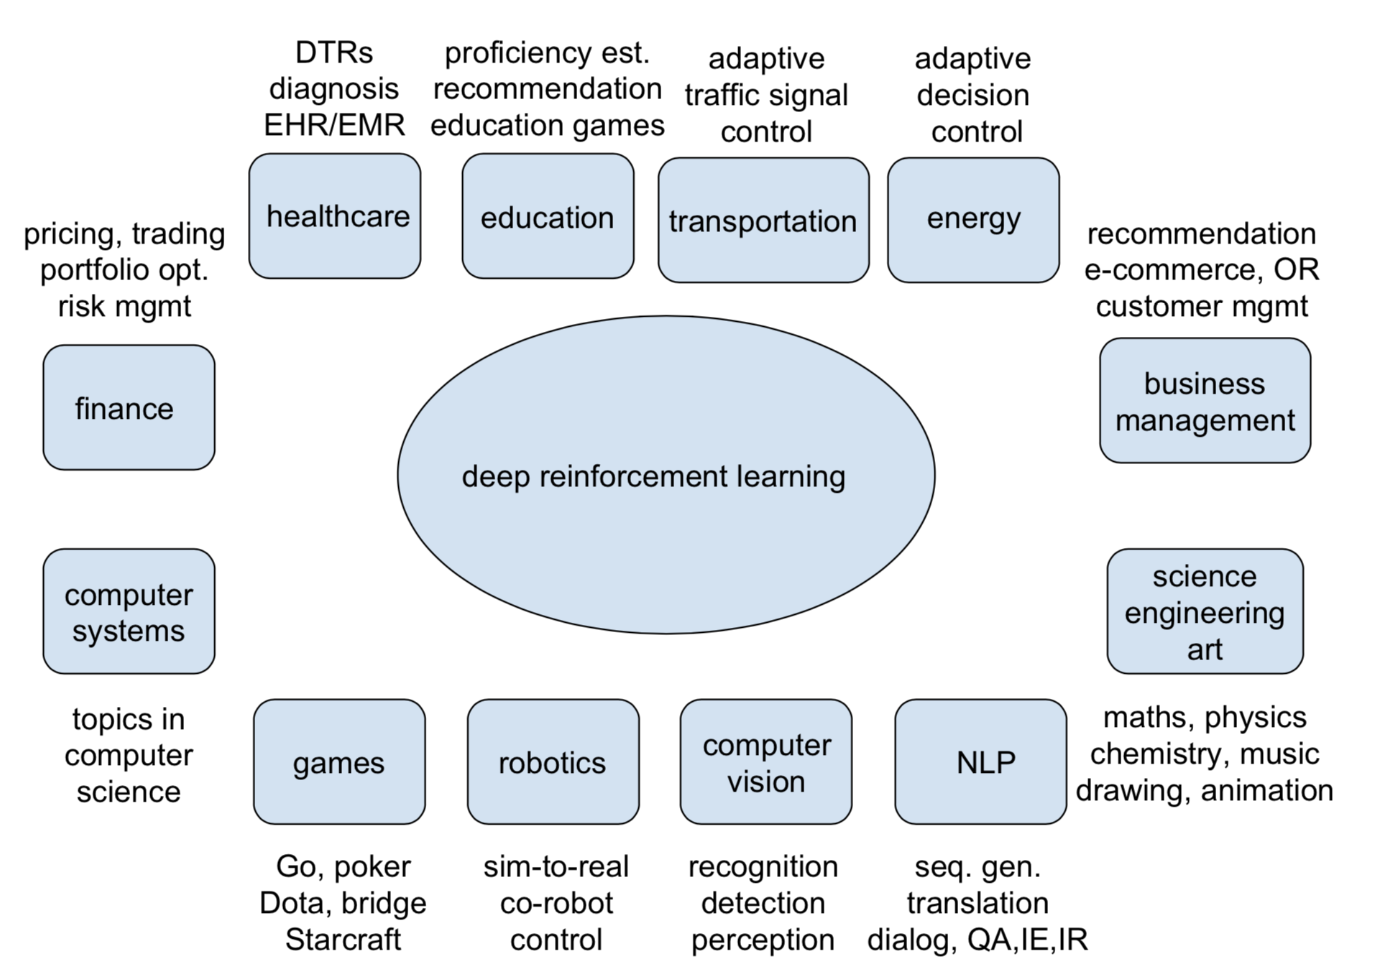 DTRs
diagnosis
EHR/EMR
healthcare
proficiency est.
recommendation
education games
education
adaptive
traffic signal
control
transportation
adaptive
decision
control
energy
pricing, trading
portfolio opt.
risk mgmt
finance
recommendation
e-commerce, OR
customer mgmt
business
management
deep reinforcement learning
computer
systems
topics in
computer
science
science
engineering
art
maths, physics
chemistry, music
drawing, animation
games
Go, poker
Dota, bridge
Starcraft
robotics
sim-to-real
co-robot
control
computer
vision
recognition
detection
perception
NLP
seq. gen.
translation
dialog, QA,IE,IR